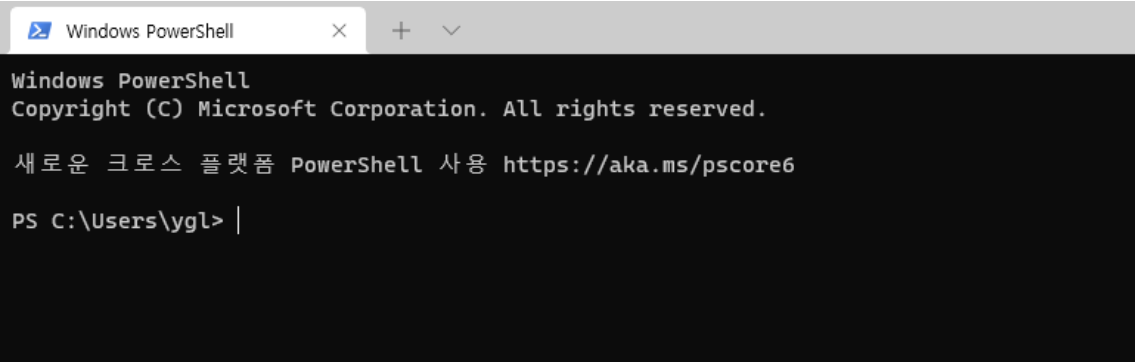 Windows PowerShell
Windows PowerShell
Copyright (C) Microsoft Corporation. All rights reserved.
새로운 크로스 플랫폼 PowerShell 사용 https://aka.ms/pscore6
PS C:\Users\ygl>